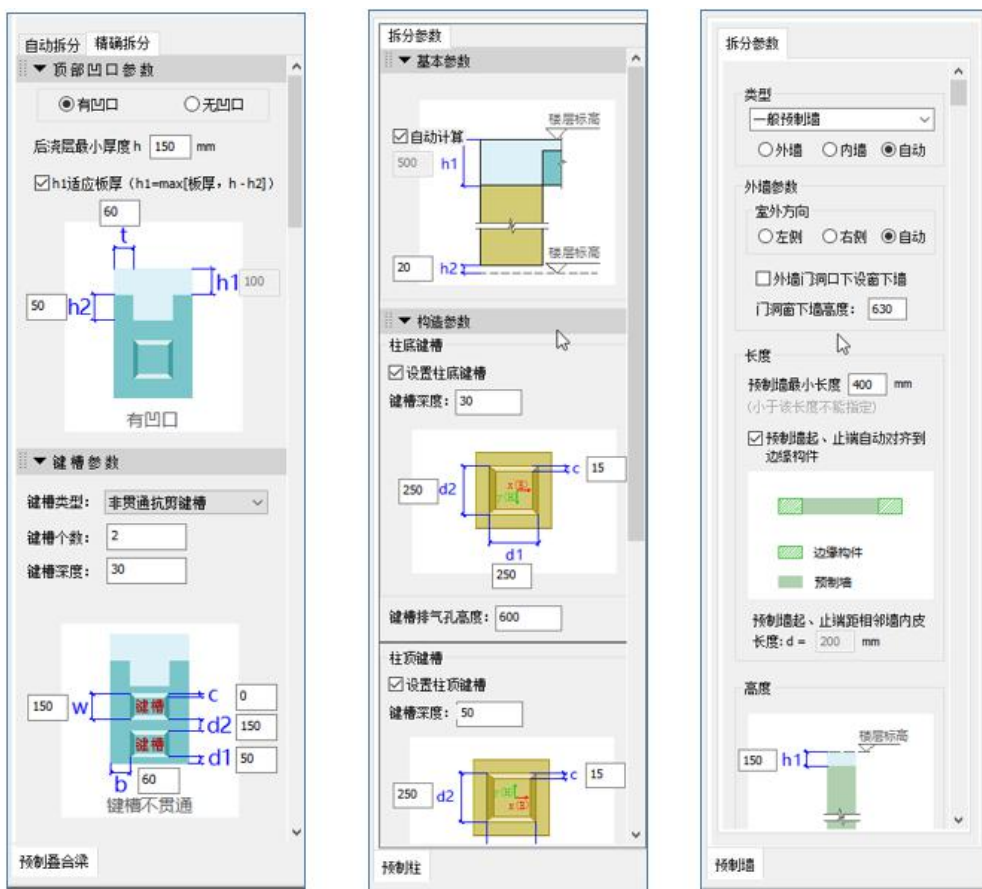 自动拆分 精确拆分
顶部凹口参数
有凹口 无凹口
后浇层最小厚度 h 150 mm
h1适应板厚（h1=max[板厚，h-h2]）
60
t
h1 100
50 h2
有凹口
键槽参数
键槽类型： 非贯通抗剪键槽
键槽个数： 2
键槽深度： 30
c 0
150 w 键槽
d2 150
键槽
d1 50
b 60
键槽不贯通
预制叠合梁
拆分参数
基本参数
楼层标高
自动计算
500 h1
楼层标高
20 h2
构造参数
柱底键槽
设置柱底键槽
键槽深度： 30
c 15
250 d2
d1
250
键槽排气孔高度： 600
柱顶键槽
设置柱顶键槽
键槽深度： 50
c 15
250 d2
预制柱
拆分参数
类型
一般预制墙
外墙 内墙 自动
外墙参数
室外方向
左侧 右侧 自动
外墙门洞口下设窗下墙
门洞窗下墙高度： 630
长度
预制墙最小长度 400 mm
(小于该长度不能指定)
预制墙起、止端自动对齐到
边缘构件
边缘构件
预制墙
预制墙起、止端距相邻墙内皮
长度: d = 200 mm
高度
楼层标高
150 h1
预制墙